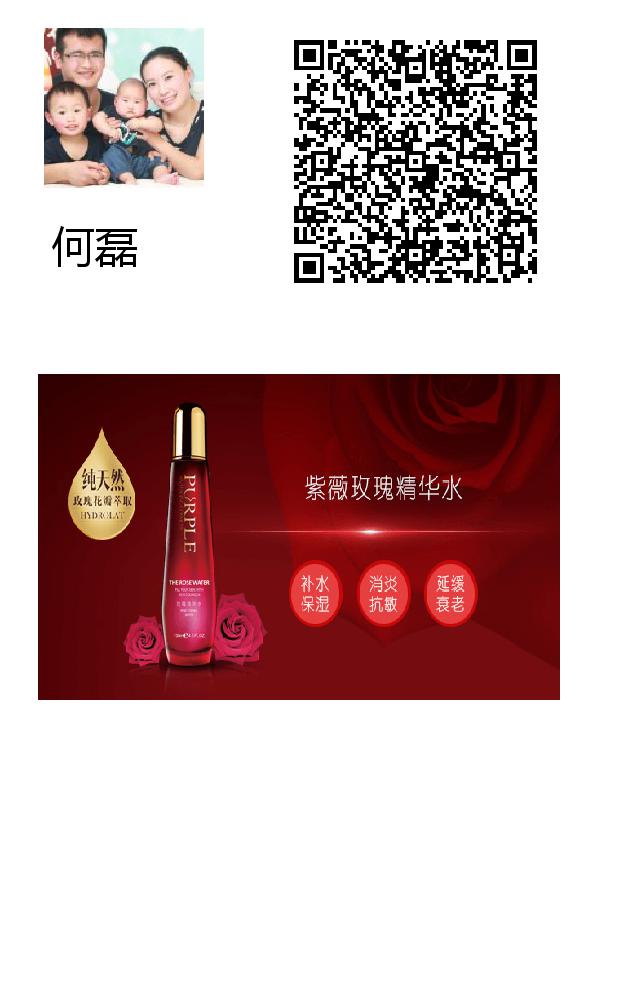 何磊
纯天然
玫瑰花瓣萃取
HYDROLAT
PURPLE
THE ROSE WATER
紫薇玫瑰精华水
补水
保湿
消炎
抗敏
延缓
衰老